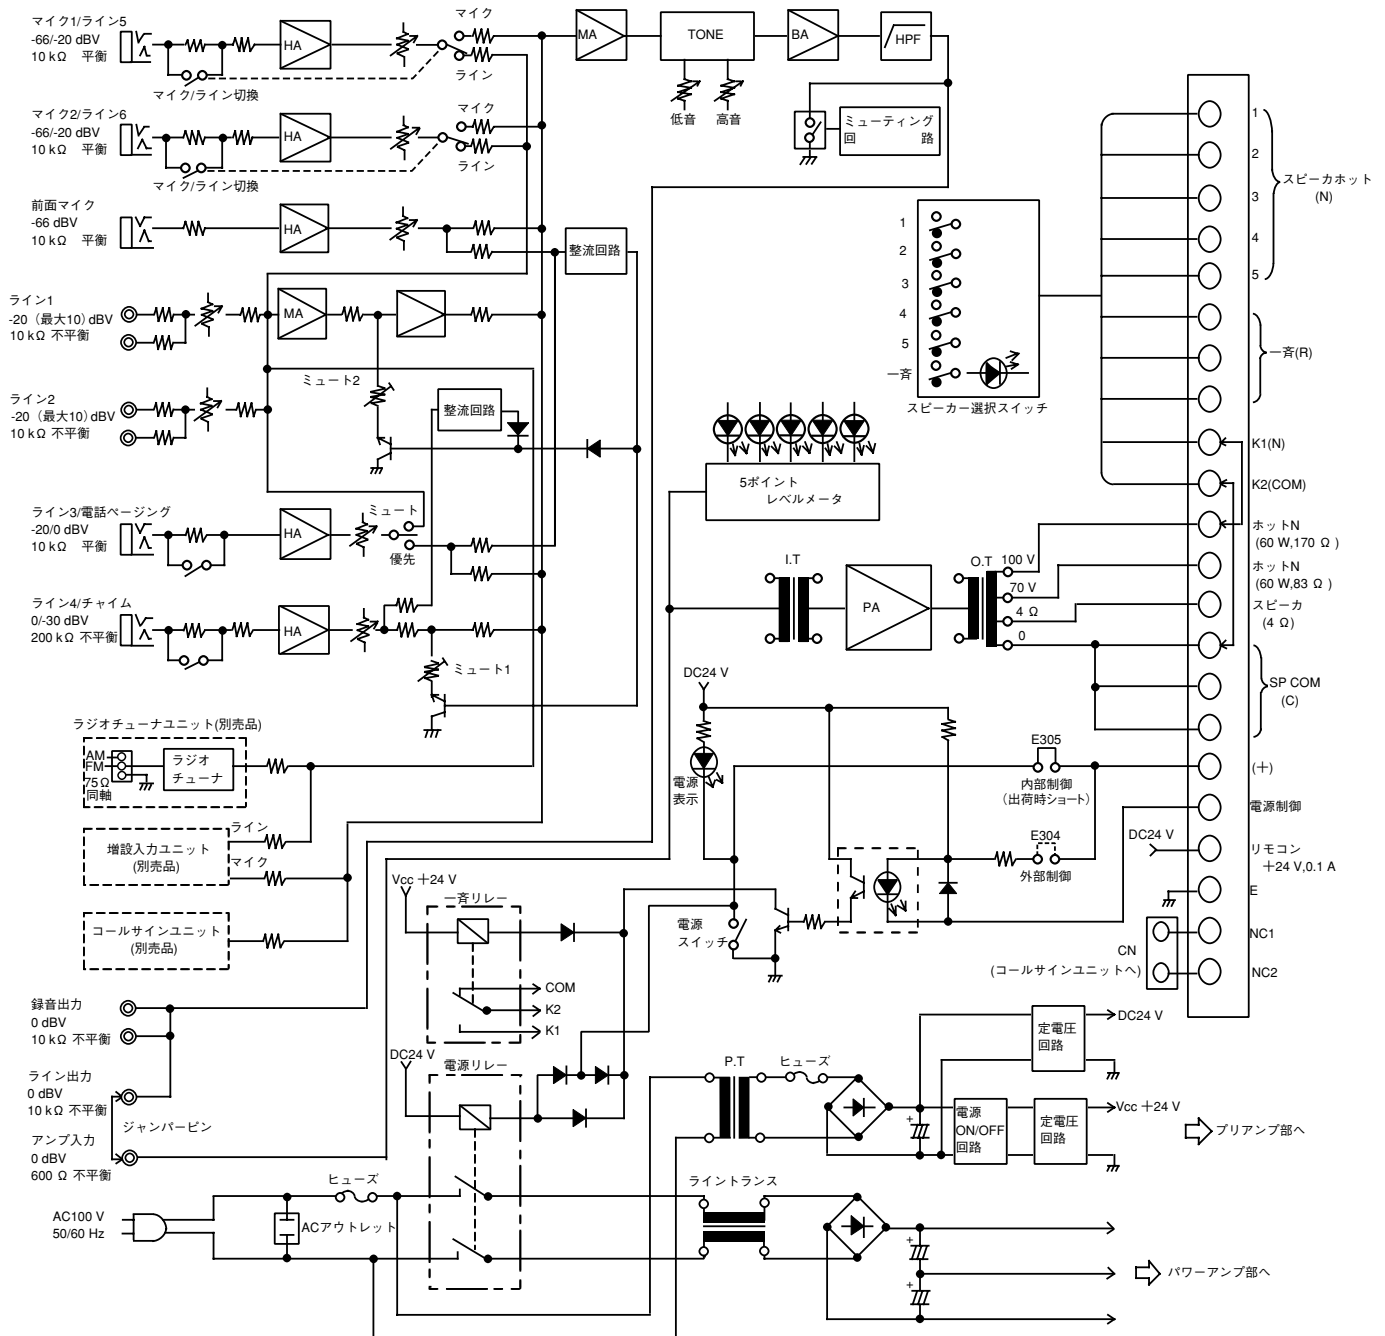 マイク1/ライン5
-66/-20 dBV
10 kΩ 平衡
HA
マイク
ライン
マイク/ライン切換
マイク2/ライン6
-66/-20 dBV
10 kΩ 平衡
HA
マイク
ライン
マイク/ライン切換
前面マイク
-66 dBV
10 kΩ 平衡
HA
整流回路
ライン1
-20 (最大10) dBV
10 kΩ 不平衡
MA
ミュート2
ライン2
-20 (最大10) dBV
10 kΩ 不平衡
整流回路
ライン3/電話ページング
-20/0 dBV
10 kΩ 平衡
HA
ミュート
優先
ライン4/チャイム
0/-30 dBV
200 kΩ 不平衡
HA
ミュート1
MA
TONE
低音
高音
BA
HPF
ミューティング
回 路
1
2
3
4
5
一斉
スピーカー選択スイッチ
5ポイント
レベルメータ
I.T
PA
O.T
100 V
70 V
4 Ω
0
1
2
3
4
5
スピーカホット
(N)
一斉(R)
K1(N)
K2(COM)
ホットN
(60 W,170 Ω )
ホットN
(60 W,83 Ω )
スピーカ
(4 Ω)
SP COM
(C)
(＋)
電源制御
リモコン
＋24 V,0.1 A
DC24 V
E
NC1
NC2
CN
(コールサインユニットへ)
DC24 V
電源
表示
E305
内部制御
(出荷時ショート)
E304
外部制御
電源
スイッチ
ラジオチューナユニット(別売品)
AM
FM
75Ω
同軸
ラジオ
チューナ
増設入力ユニット
(別売品)
ライン
マイク
コールサインユニット
(別売品)
Vcc ＋24 V
一斉リレー
COM
K2
K1
DC24 V
電源リレー
録音出力
0 dBV
10 kΩ 不平衡
ライン出力
0 dBV
10 kΩ 不平衡
ジャンパーピン
アンプ入力
0 dBV
600 Ω 不平衡
AC100 V
50/60 Hz
ヒューズ
ACアウトレット
P.T
ヒューズ
ライントランス
+
電源
ON/OFF
回路
定電圧
回路
DC24 V
定電圧
回路
Vcc ＋24 V
プリアンプ部へ
+
+
パワーアンプ部へ